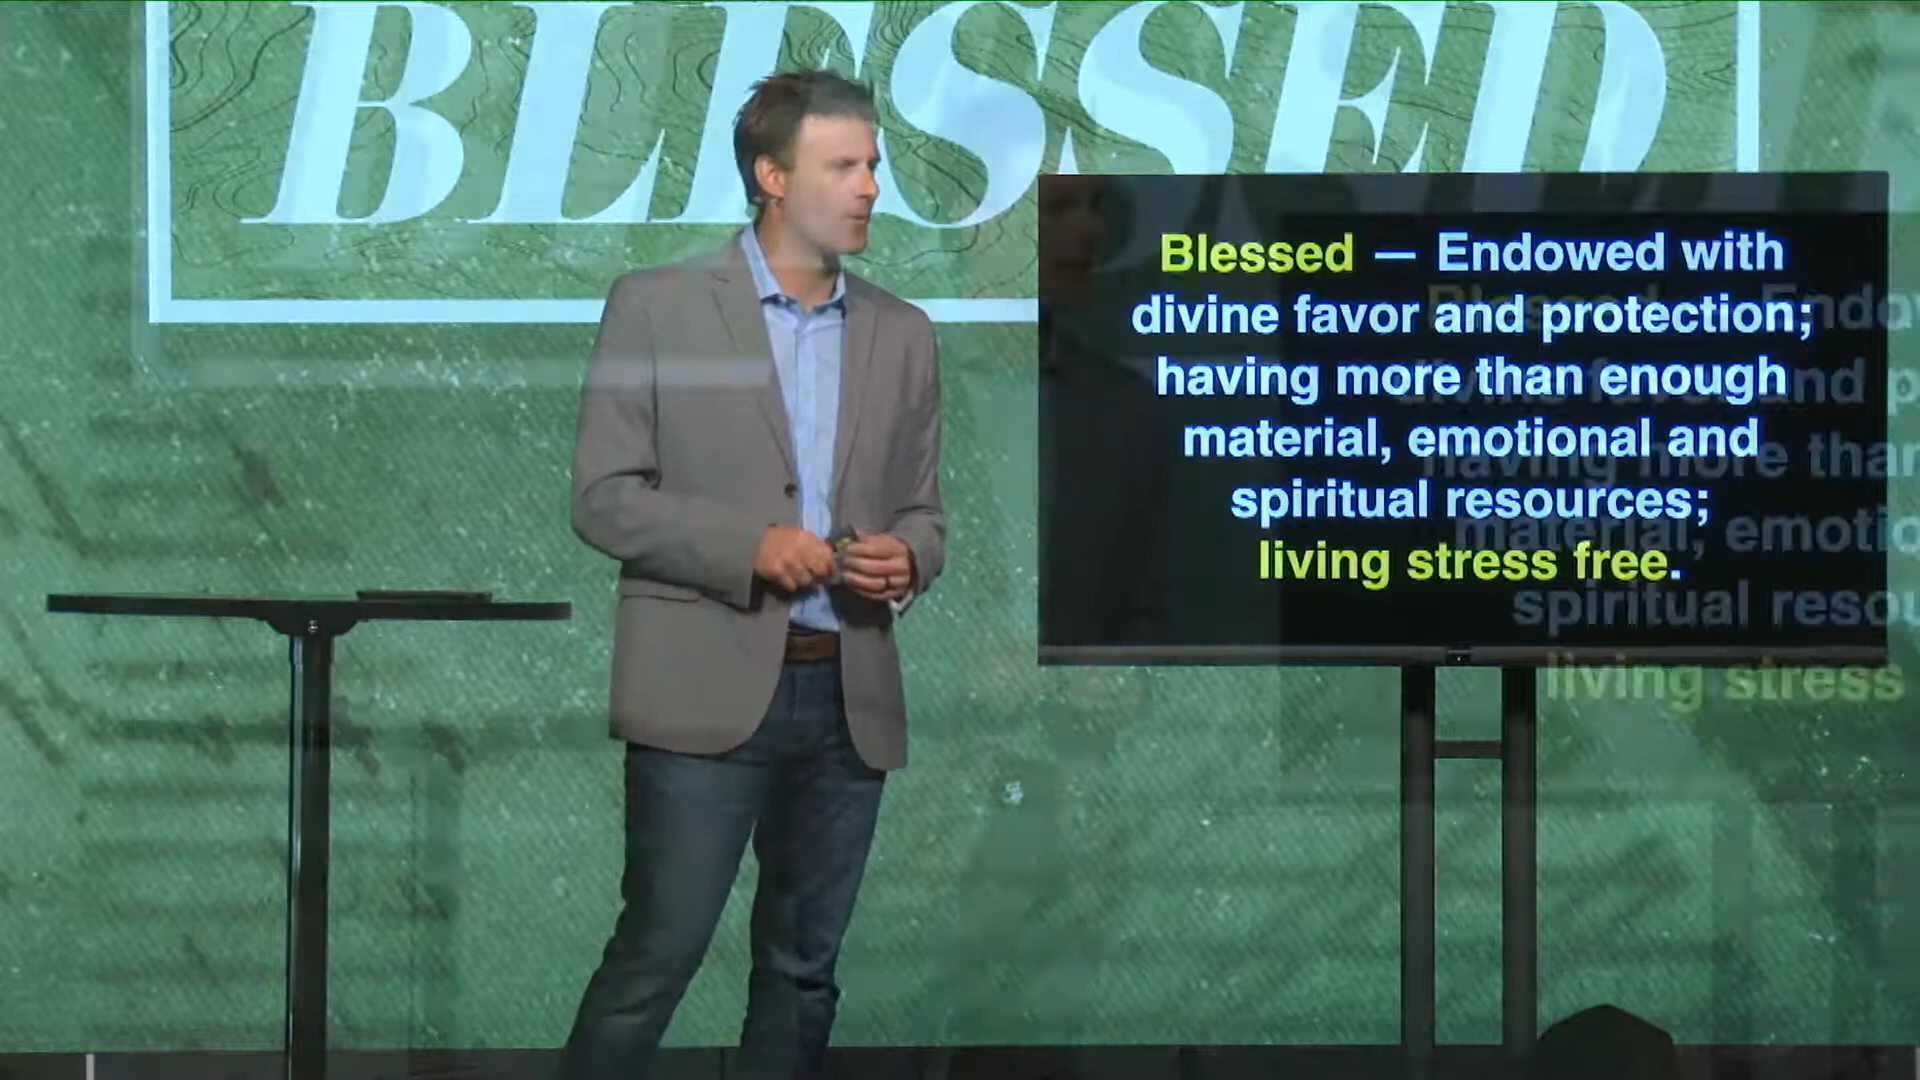 BLESSED
Blessed — Endowed with
divine favor and protection;
having more than enough
material, emotional and
spiritual resources;
living stress free.